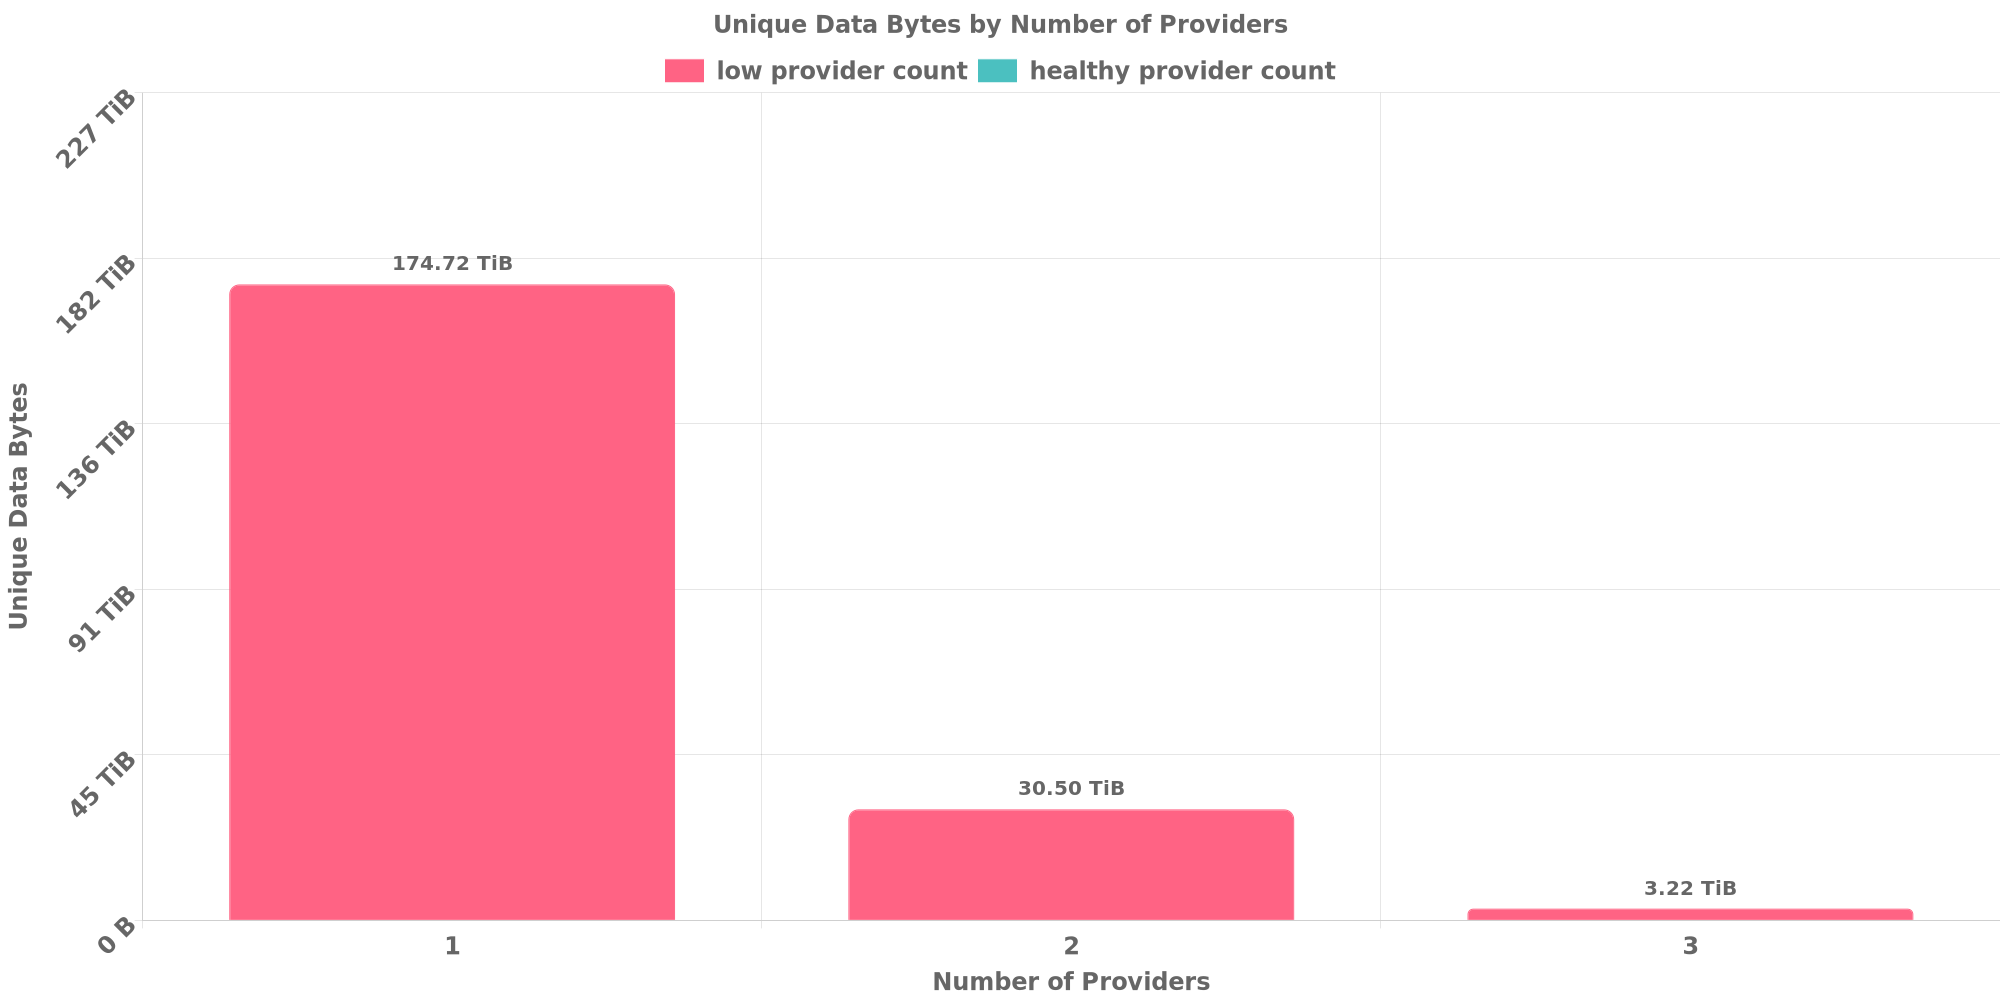 Unique Data Bytes by Number of Providers
low provider count healthy provider count
227 TiB
182 TiB
136 TiB
91 TiB
45 TiB
0 B
Unique Data Bytes
174.72 TiB
30.50 TiB
3.22 TiB
1 2 3
Number of Providers